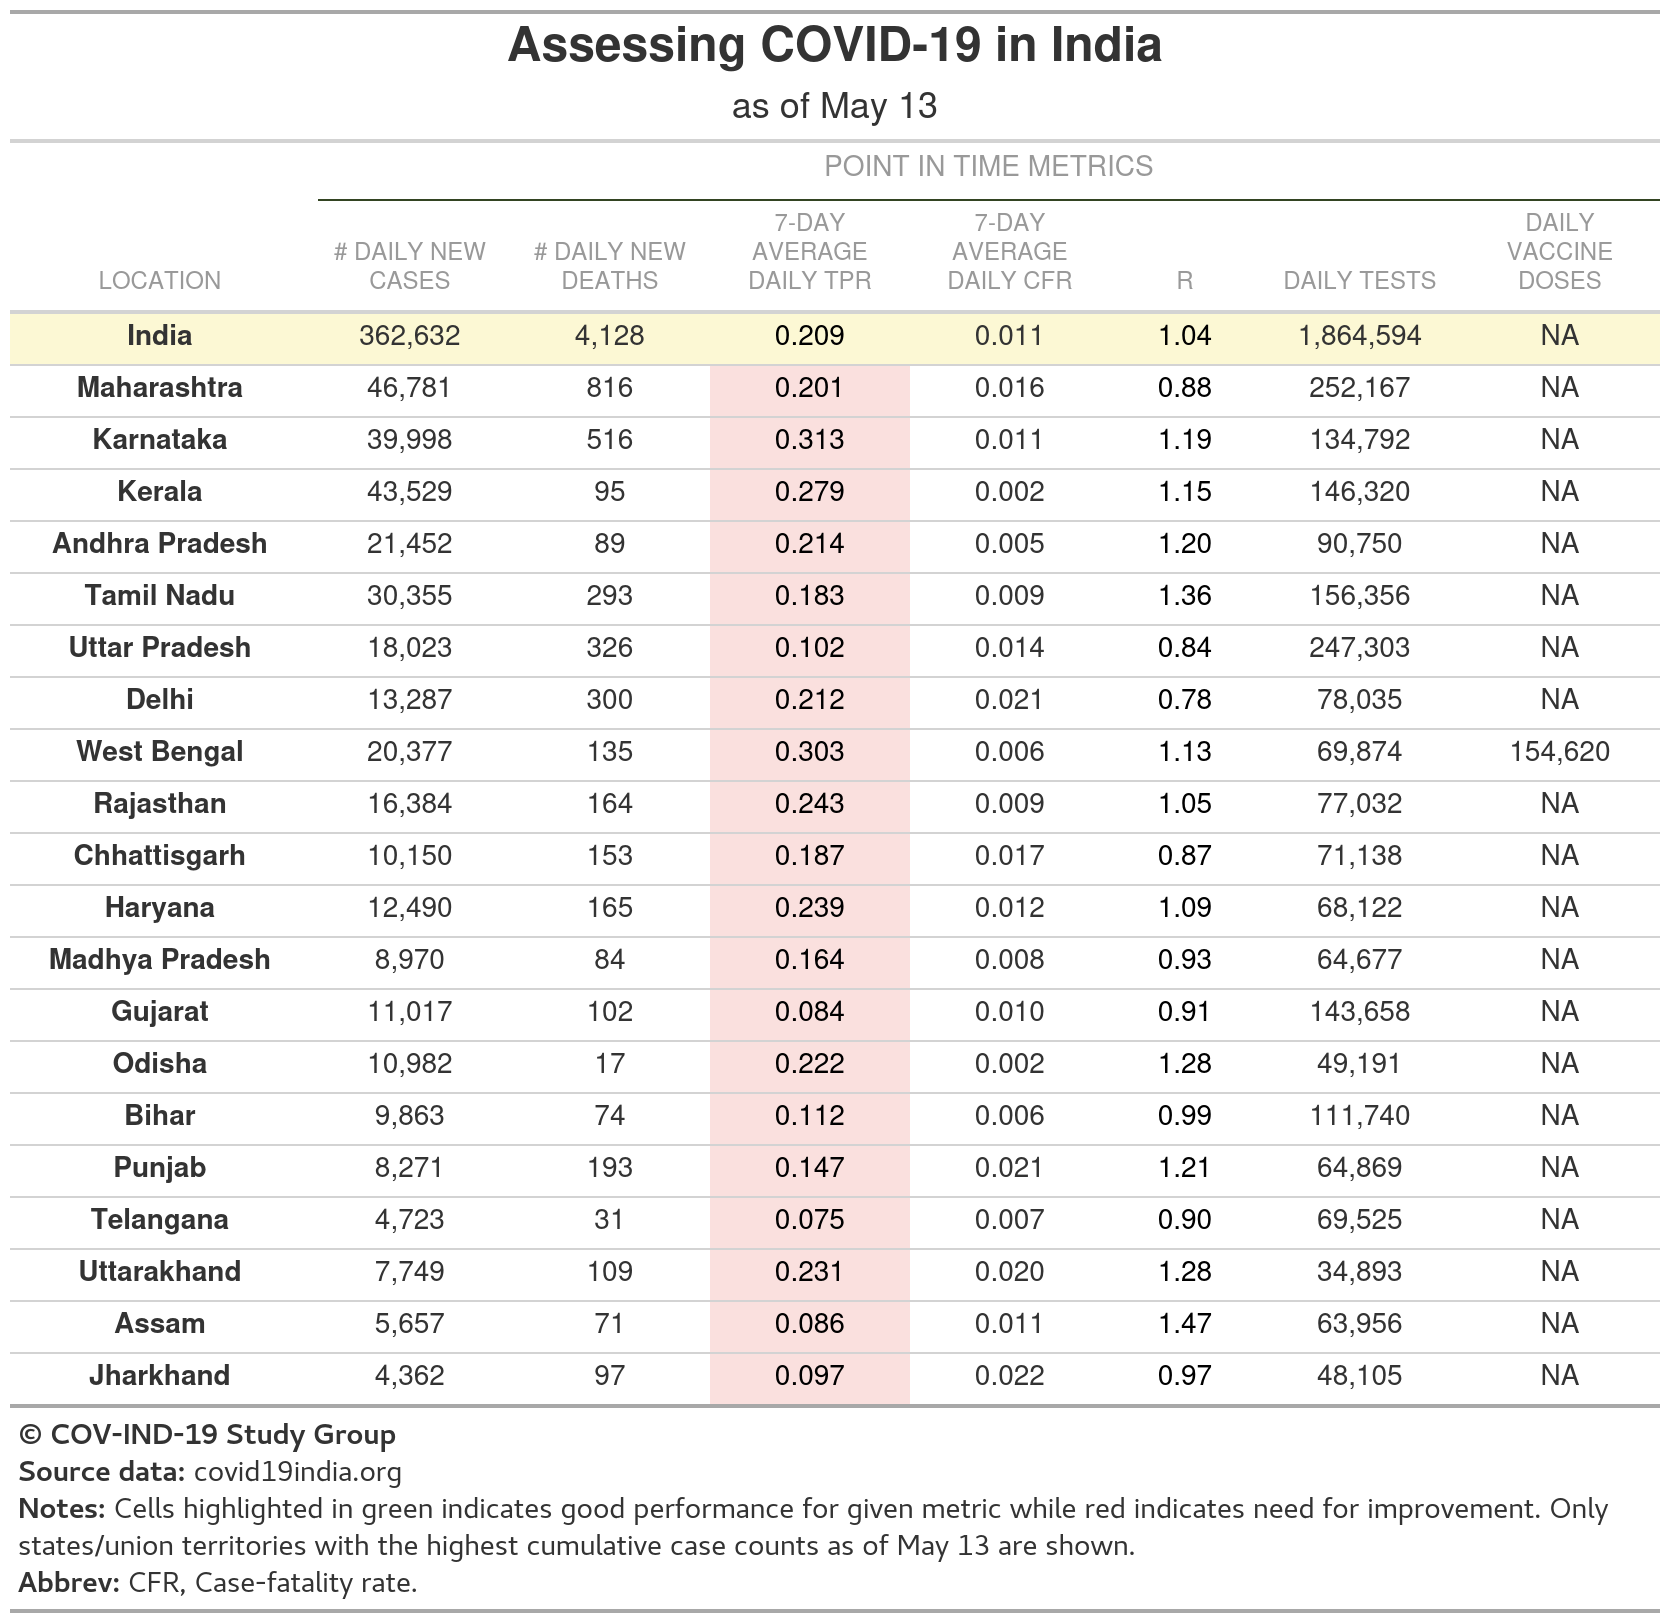 Assessing COVID-19 in India
as of May 13
POINT IN TIME METRICS
LOCATION # DAILY NEW CASES # DAILY NEW DEATHS 7-DAY AVERAGE DAILY TPR 7-DAY AVERAGE DAILY CFR R DAILY TESTS DAILY VACCINE DOSES
India 362,632 4,128 0.209 0.011 1.04 1,864,594 NA
Maharashtra 46,781 816 0.201 0.016 0.88 252,167 NA
Karnataka 39,998 516 0.313 0.011 1.19 134,792 NA
Kerala 43,529 95 0.279 0.002 1.15 146,320 NA
Andhra Pradesh 21,452 89 0.214 0.005 1.20 90,750 NA
Tamil Nadu 30,355 293 0.183 0.009 1.36 156,356 NA
Uttar Pradesh 18,023 326 0.102 0.014 0.84 247,303 NA
Delhi 13,287 300 0.212 0.021 0.78 78,035 NA
West Bengal 20,377 135 0.303 0.006 1.13 69,874 154,620
Rajasthan 16,384 164 0.243 0.009 1.05 77,032 NA
Chhattisgarh 10,150 153 0.187 0.017 0.87 71,138 NA
Haryana 12,490 165 0.239 0.012 1.09 68,122 NA
Madhya Pradesh 8,970 84 0.164 0.008 0.93 64,677 NA
Gujarat 11,017 102 0.084 0.010 0.91 143,658 NA
Odisha 10,982 17 0.222 0.002 1.28 49,191 NA
Bihar 9,863 74 0.112 0.006 0.99 111,740 NA
Punjab 8,271 193 0.147 0.021 1.21 64,869 NA
Telangana 4,723 31 0.075 0.007 0.90 69,525 NA
Uttarakhand 7,749 109 0.231 0.020 1.28 34,893 NA
Assam 5,657 71 0.086 0.011 1.47 63,956 NA
Jharkhand 4,362 97 0.097 0.022 0.97 48,105 NA
© COV-IND-19 Study Group
Source data: covid19india.org
Notes: Cells highlighted in green indicates good performance for given metric while red indicates need for improvement. Only
states/union territories with the highest cumulative case counts as of May 13 are shown.
Abbrev: CFR, Case-fatality rate.